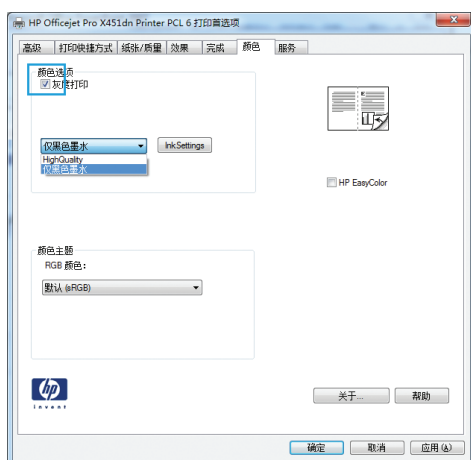 HP Officejet Pro X451dn Printer PCL 6 打印首选项
高级 打印快捷方式 纸张/质量 效果 完成 颜色 服务
颜色选项
灰度打印
仅黑色墨水 InkSettings
HighQuality
仅黑色墨水
HP EasyColor
颜色主题
RGB 颜色:
默认 (sRGB)
hp
invent
关于... 帮助
确定 取消 应用 (A)